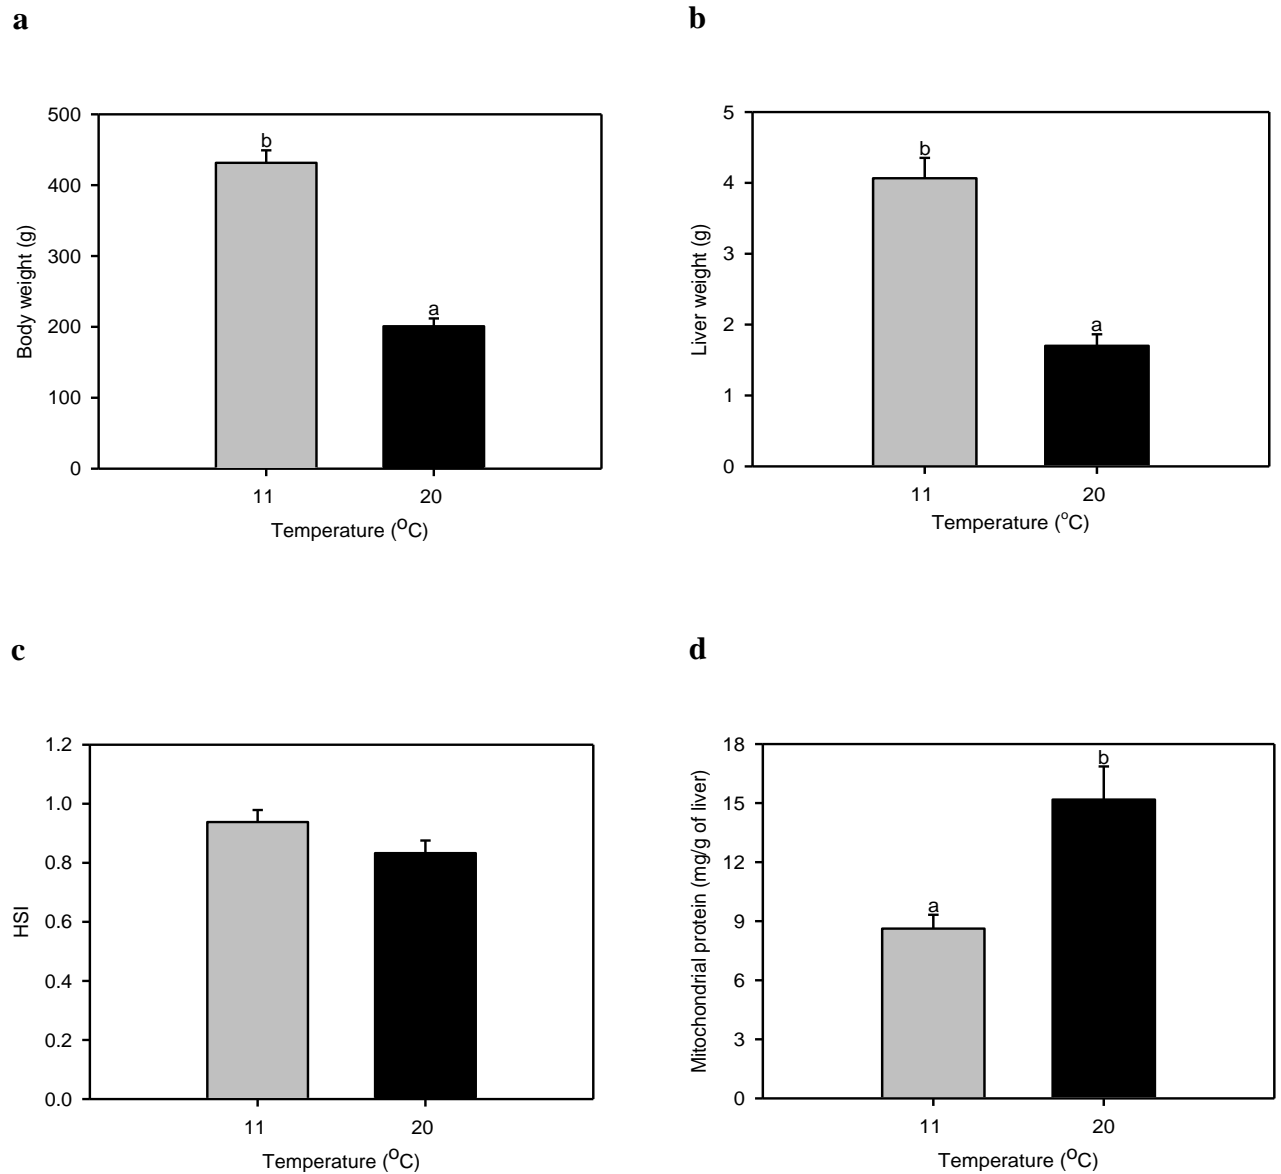 a
500
400
300
200
100
0
Body weight (g)
b
a
11
20
Temperature (ºC)
b
5
4
3
2
1
0
Liver weight (g)
b
a
11
20
Temperature (ºC)
c
1.2
1.0
0.8
0.6
0.4
0.2
0.0
HSI
11
20
Temperature (ºC)
d
18
15
12
9
6
3
0
Mitochondrial protein (mg/g of liver)
a
b
11
20
Temperature (ºC)